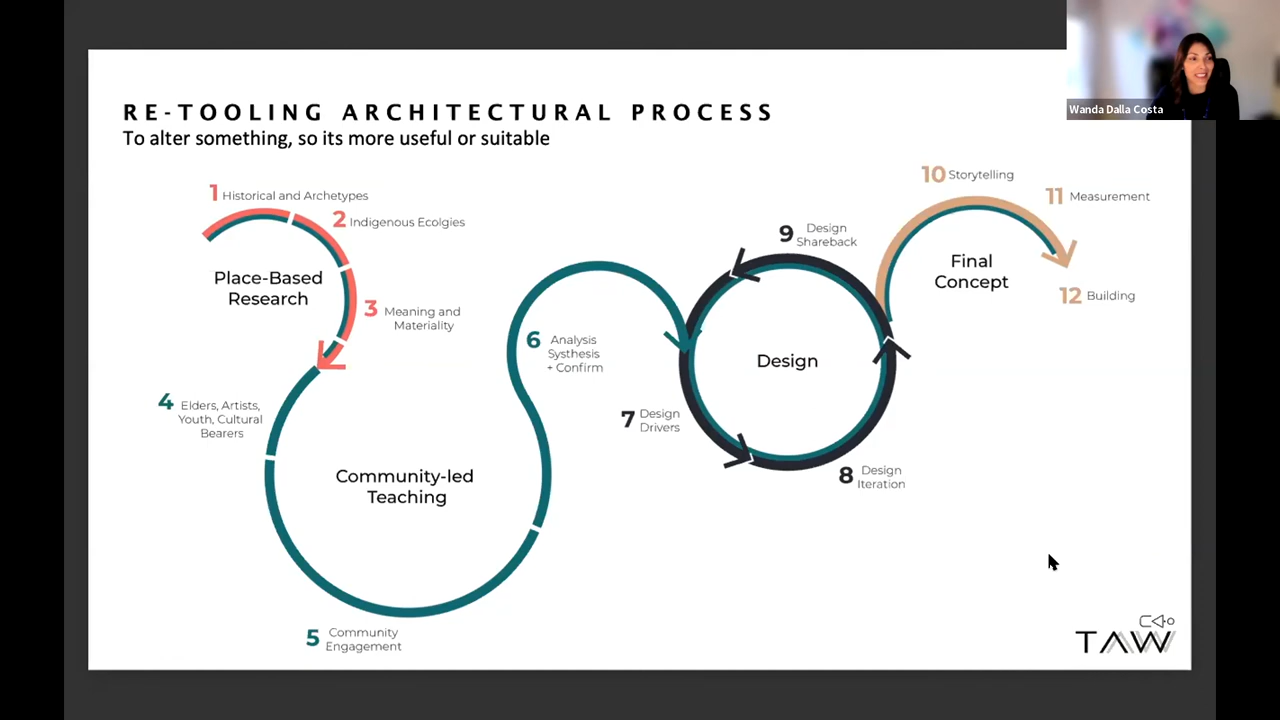 Wanda Dalla Costa
RE-TOOLING ARCHITECTURAL PROCESS
To alter something, so its more useful or suitable
1 Historical and Archetypes
2 Indigenous Ecolgies
Place-Based
Research
3 Meaning and
Materiality
4 Elders, Artists,
Youth, Cultural
Bearers
Community-led
Teaching
5 Community
Engagement
6 Analysis
Systhesis
+ Confirm
7 Design
Drivers
Design
8 Design
Iteration
9 Design
Shareback
10 Storytelling
11 Measurement
Final
Concept
12 Building
TAW